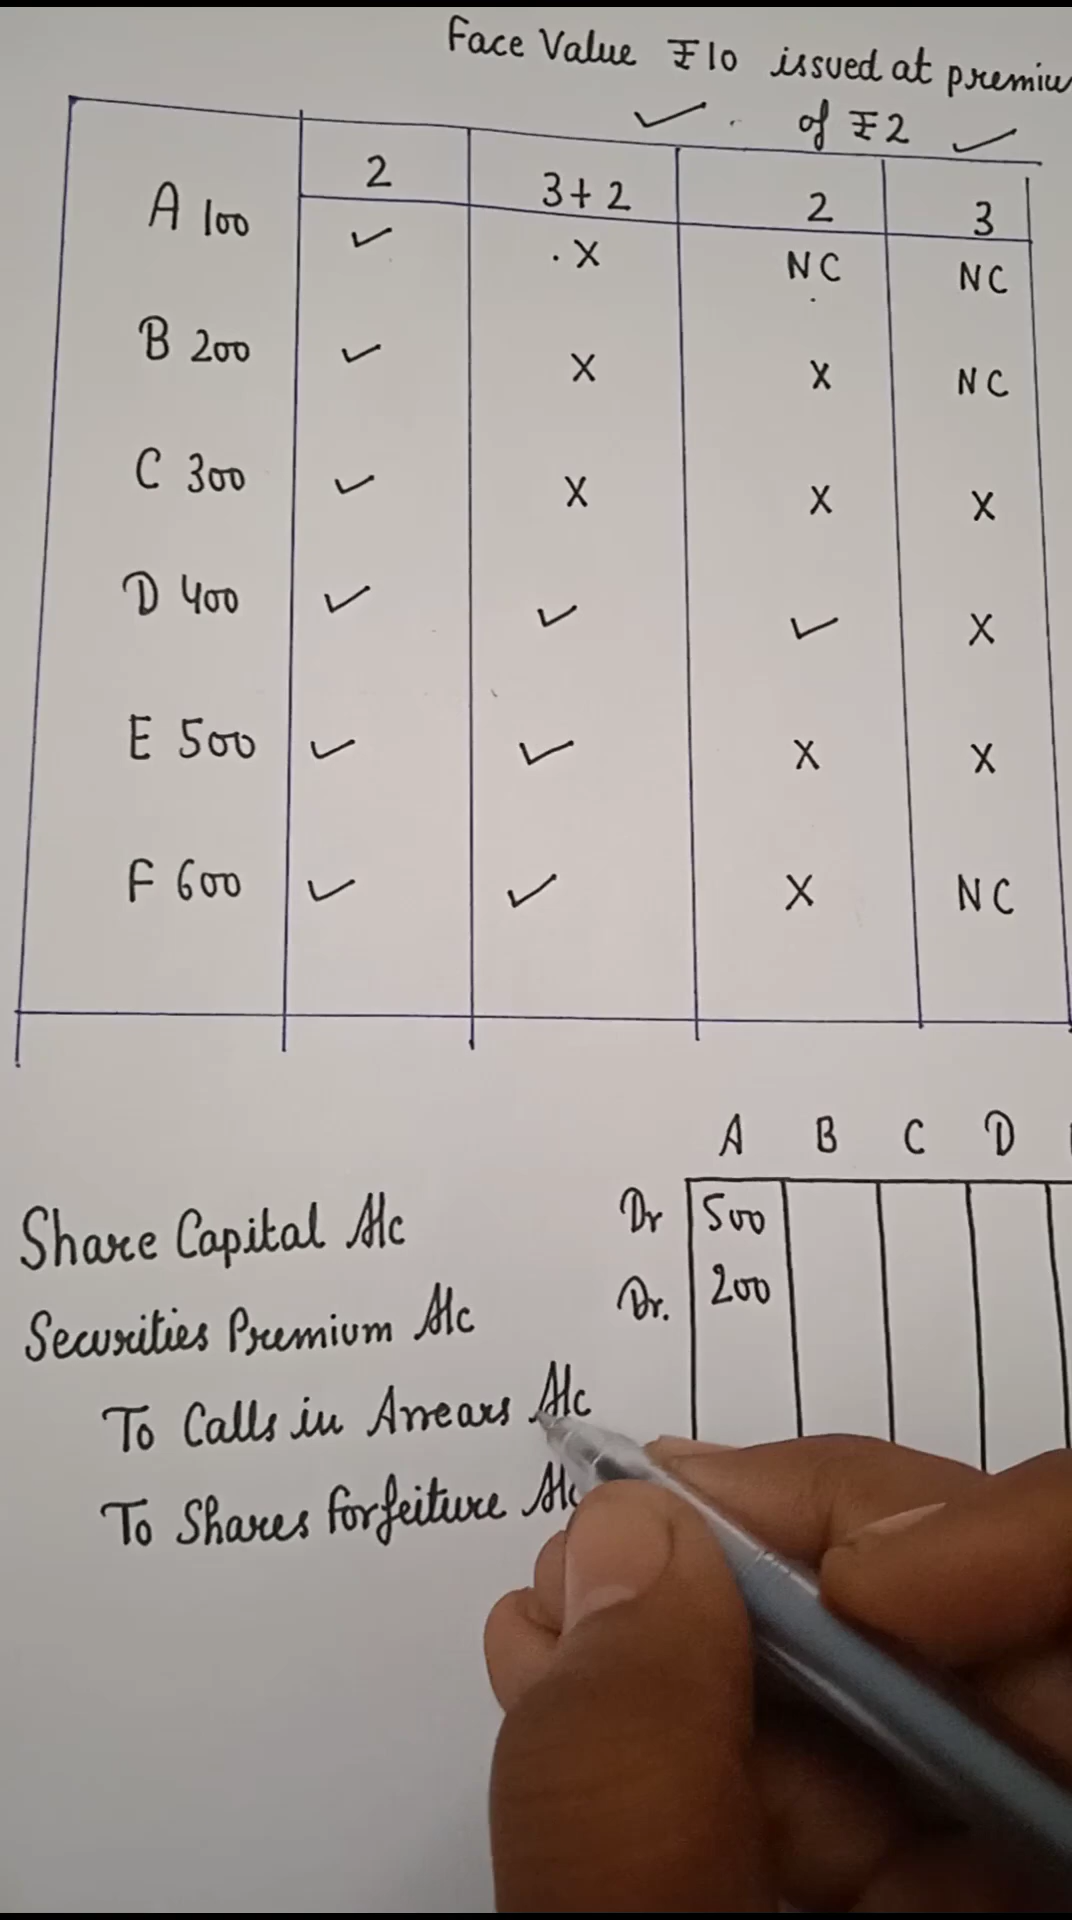 Face Value ₹10 issued at premiu
✓ . of ₹2 ✓
2 3+2 2 3
A 100 ✓ . X NC NC
B 200 ✓ X X NC
C 300 ✓ X X X
D 400 ✓ ✓ ✓ X
E 500 ✓ ✓ X X
F 600 ✓ ✓ X NC
A B C D
Share Capital A/c Dr 500
Securities Premium A/c Dr. 200
To Calls in Arrears A/c
To Shares forfeiture A/c